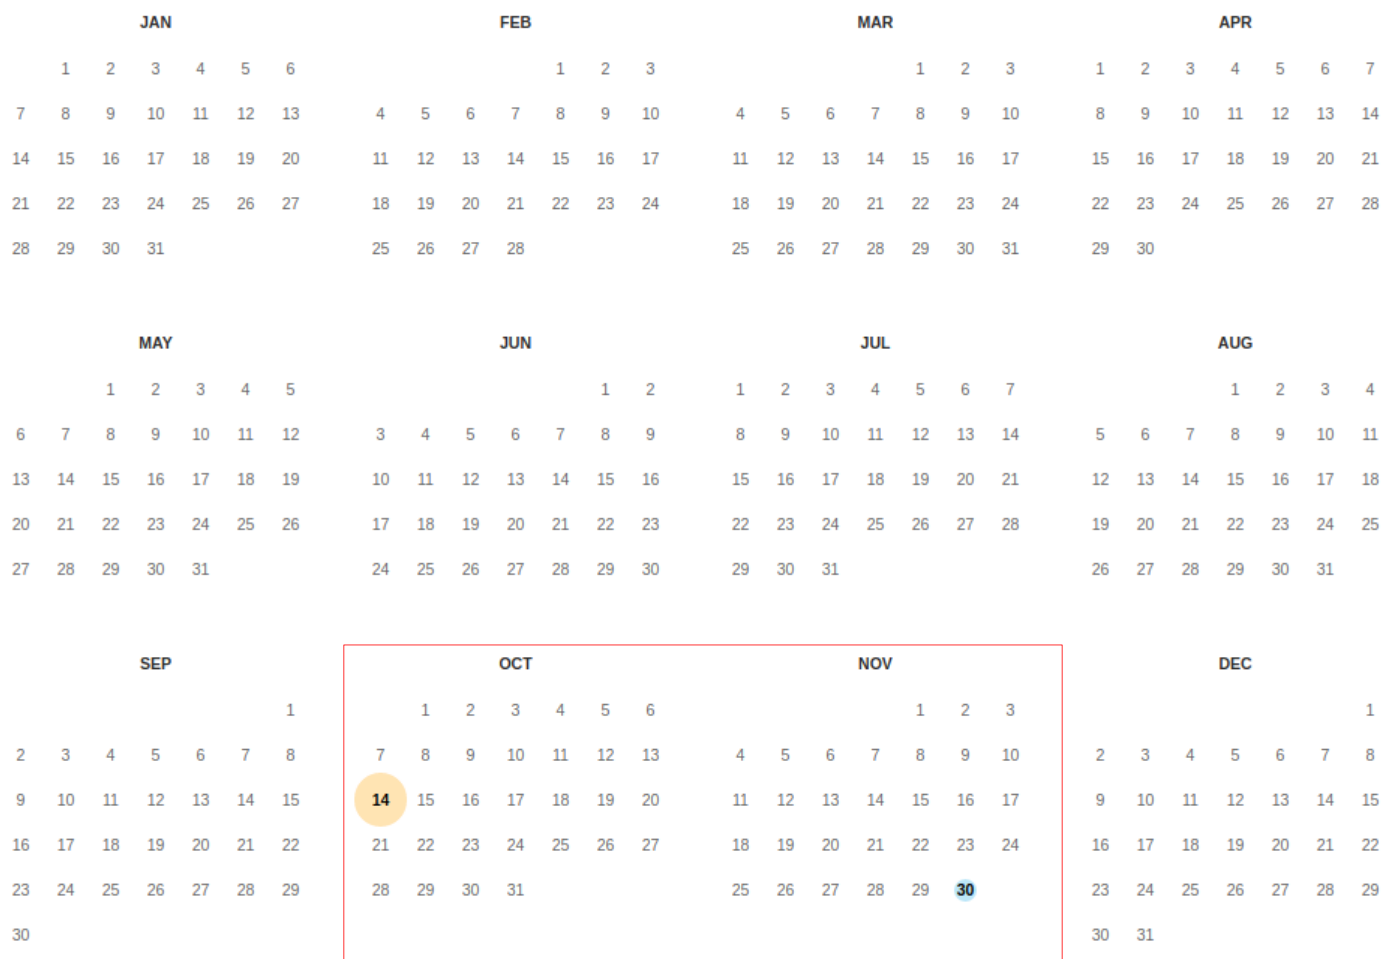 JAN FEB MAR APR
1 2 3 4 5 6 1 2 3 1 2 3 1 2 3 4 5 6 7
7 8 9 10 11 12 13 4 5 6 7 8 9 10 4 5 6 7 8 9 10 8 9 10 11 12 13 14
14 15 16 17 18 19 20 11 12 13 14 15 16 17 11 12 13 14 15 16 17 15 16 17 18 19 20 21
21 22 23 24 25 26 27 18 19 20 21 22 23 24 18 19 20 21 22 23 24 22 23 24 25 26 27 28
28 29 30 31 25 26 27 28 25 26 27 28 29 30 31 29 30
MAY JUN JUL AUG
1 2 3 4 5 1 2 1 2 3 4 5 6 7 1 2 3 4
6 7 8 9 10 11 12 3 4 5 6 7 8 9 8 9 10 11 12 13 14 5 6 7 8 9 10 11
13 14 15 16 17 18 19 10 11 12 13 14 15 16 15 16 17 18 19 20 21 12 13 14 15 16 17 18
20 21 22 23 24 25 26 17 18 19 20 21 22 23 22 23 24 25 26 27 28 19 20 21 22 23 24 25
27 28 29 30 31 24 25 26 27 28 29 30 29 30 31 26 27 28 29 30 31
SEP OCT NOV DEC
1 1 2 3 4 5 6 1 2 3 1
2 3 4 5 6 7 8 7 8 9 10 11 12 13 4 5 6 7 8 9 10 2 3 4 5 6 7 8
9 10 11 12 13 14 15 14 15 16 17 18 19 20 11 12 13 14 15 16 17 9 10 11 12 13 14 15
16 17 18 19 20 21 22 21 22 23 24 25 26 27 18 19 20 21 22 23 24 16 17 18 19 20 21 22
23 24 25 26 27 28 29 28 29 30 31 25 26 27 28 29 30 23 24 25 26 27 28 29
30 30 31